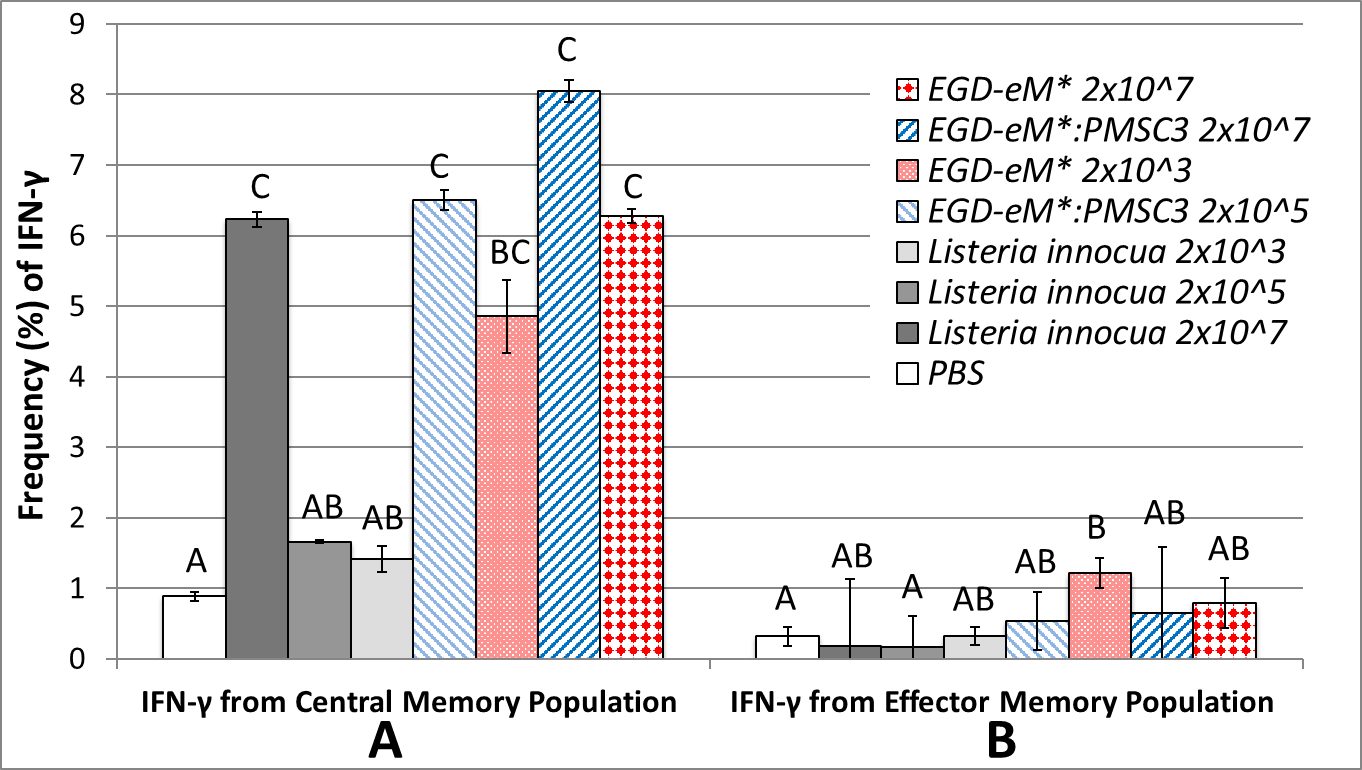 Frequency (%) of IFN-γ
9
8
7
6
5
4
3
2
1
0
A
C
AB
AB
C
BC
C
C
A
AB
A
AB
AB
B
AB
AB
EGD-eM* 2x10^7
EGD-eM*:PMSC3 2x10^7
EGD-eM* 2x10^3
EGD-eM*:PMSC3 2x10^5
Listeria innocua 2x10^3
Listeria innocua 2x10^5
Listeria innocua 2x10^7
PBS
IFN-γ from Central Memory Population
A
IFN-γ from Effector Memory Population
B